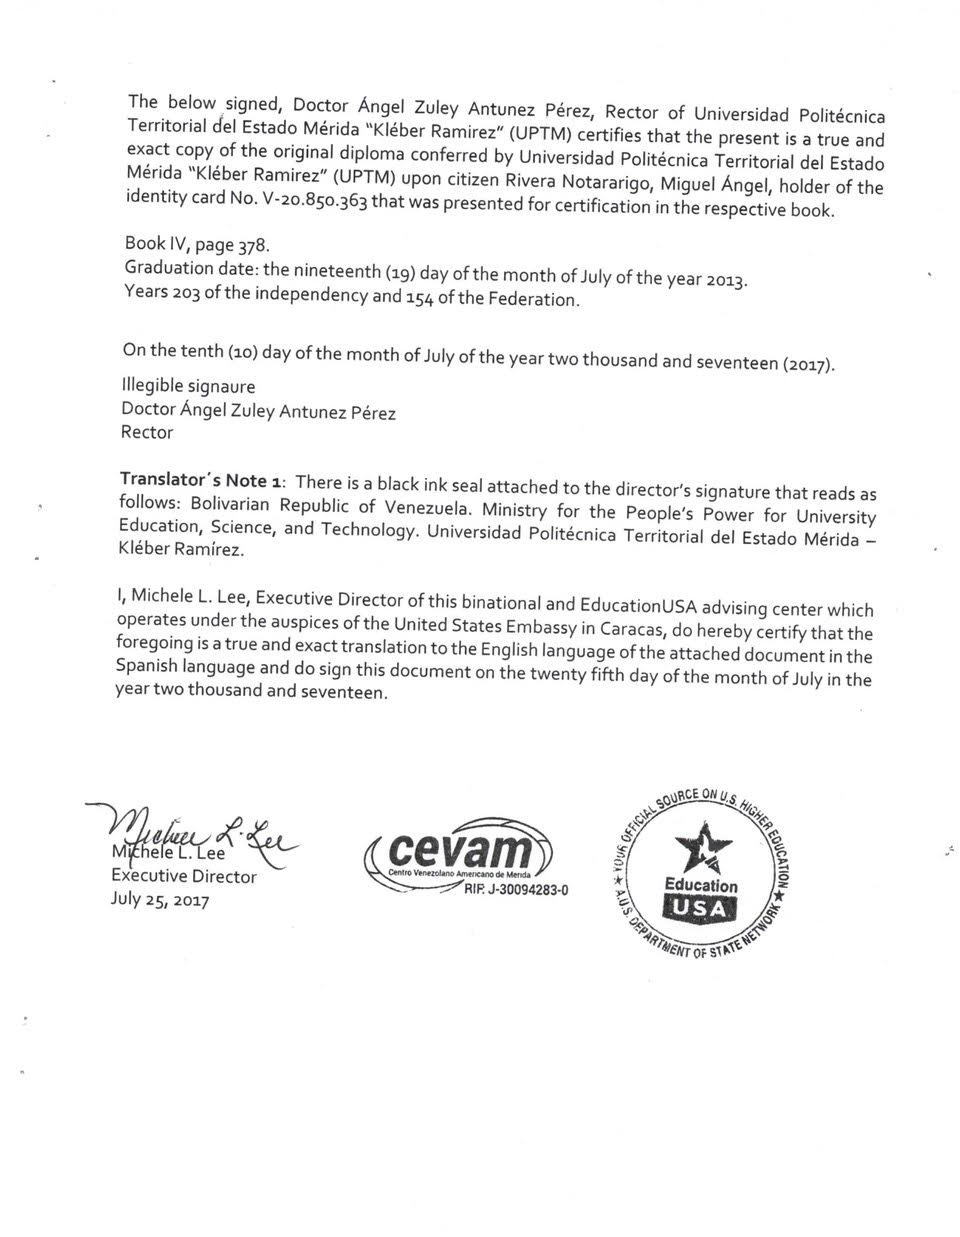 The below signed, Doctor Ángel Zuley Antunez Pérez, Rector of Universidad Politécnica
Territorial del Estado Mérida "Kléber Ramirez" (UPTM) certifies that the present is a true and
exact copy of the original diploma conferred by Universidad Politécnica Territorial del Estado
Mérida "Kléber Ramirez" (UPTM) upon citizen Rivera Notararigo, Miguel Ángel, holder of the
identity card No. V-20.850.363 that was presented for certification in the respective book.
Book IV, page 378.
Graduation date: the nineteenth (19) day of the month of July of the year 2013.
Years 203 of the independency and 154 of the Federation.
On the tenth (10) day of the month of July of the year two thousand and seventeen (2017).
Illegible signaure
Doctor Ángel Zuley Antunez Pérez
Rector
Translator´s Note 1: There is a black ink seal attached to the director's signature that reads as
follows: Bolivarian Republic of Venezuela. Ministry for the People's Power for University
Education, Science, and Technology. Universidad Politécnica Territorial del Estado Mérida –
Kléber Ramírez.
I, Michele L. Lee, Executive Director of this binational and EducationUSA advising center which
operates under the auspices of the United States Embassy in Caracas, do hereby certify that the
foregoing is a true and exact translation to the English language of the attached document in the
Spanish language and do sign this document on the twenty fifth day of the month of July in the
year two thousand and seventeen.
Michele L. Lee
Michele L. Lee
Executive Director
July 25, 2017
cevam
Centro Venezolano Americano de Merida
RIF. J-30094283-0
YOUR OFFICIAL SOURCE ON U.S. HIGHER EDUCATION
Education
USA
A U.S. DEPARTMENT OF STATE NETWORK